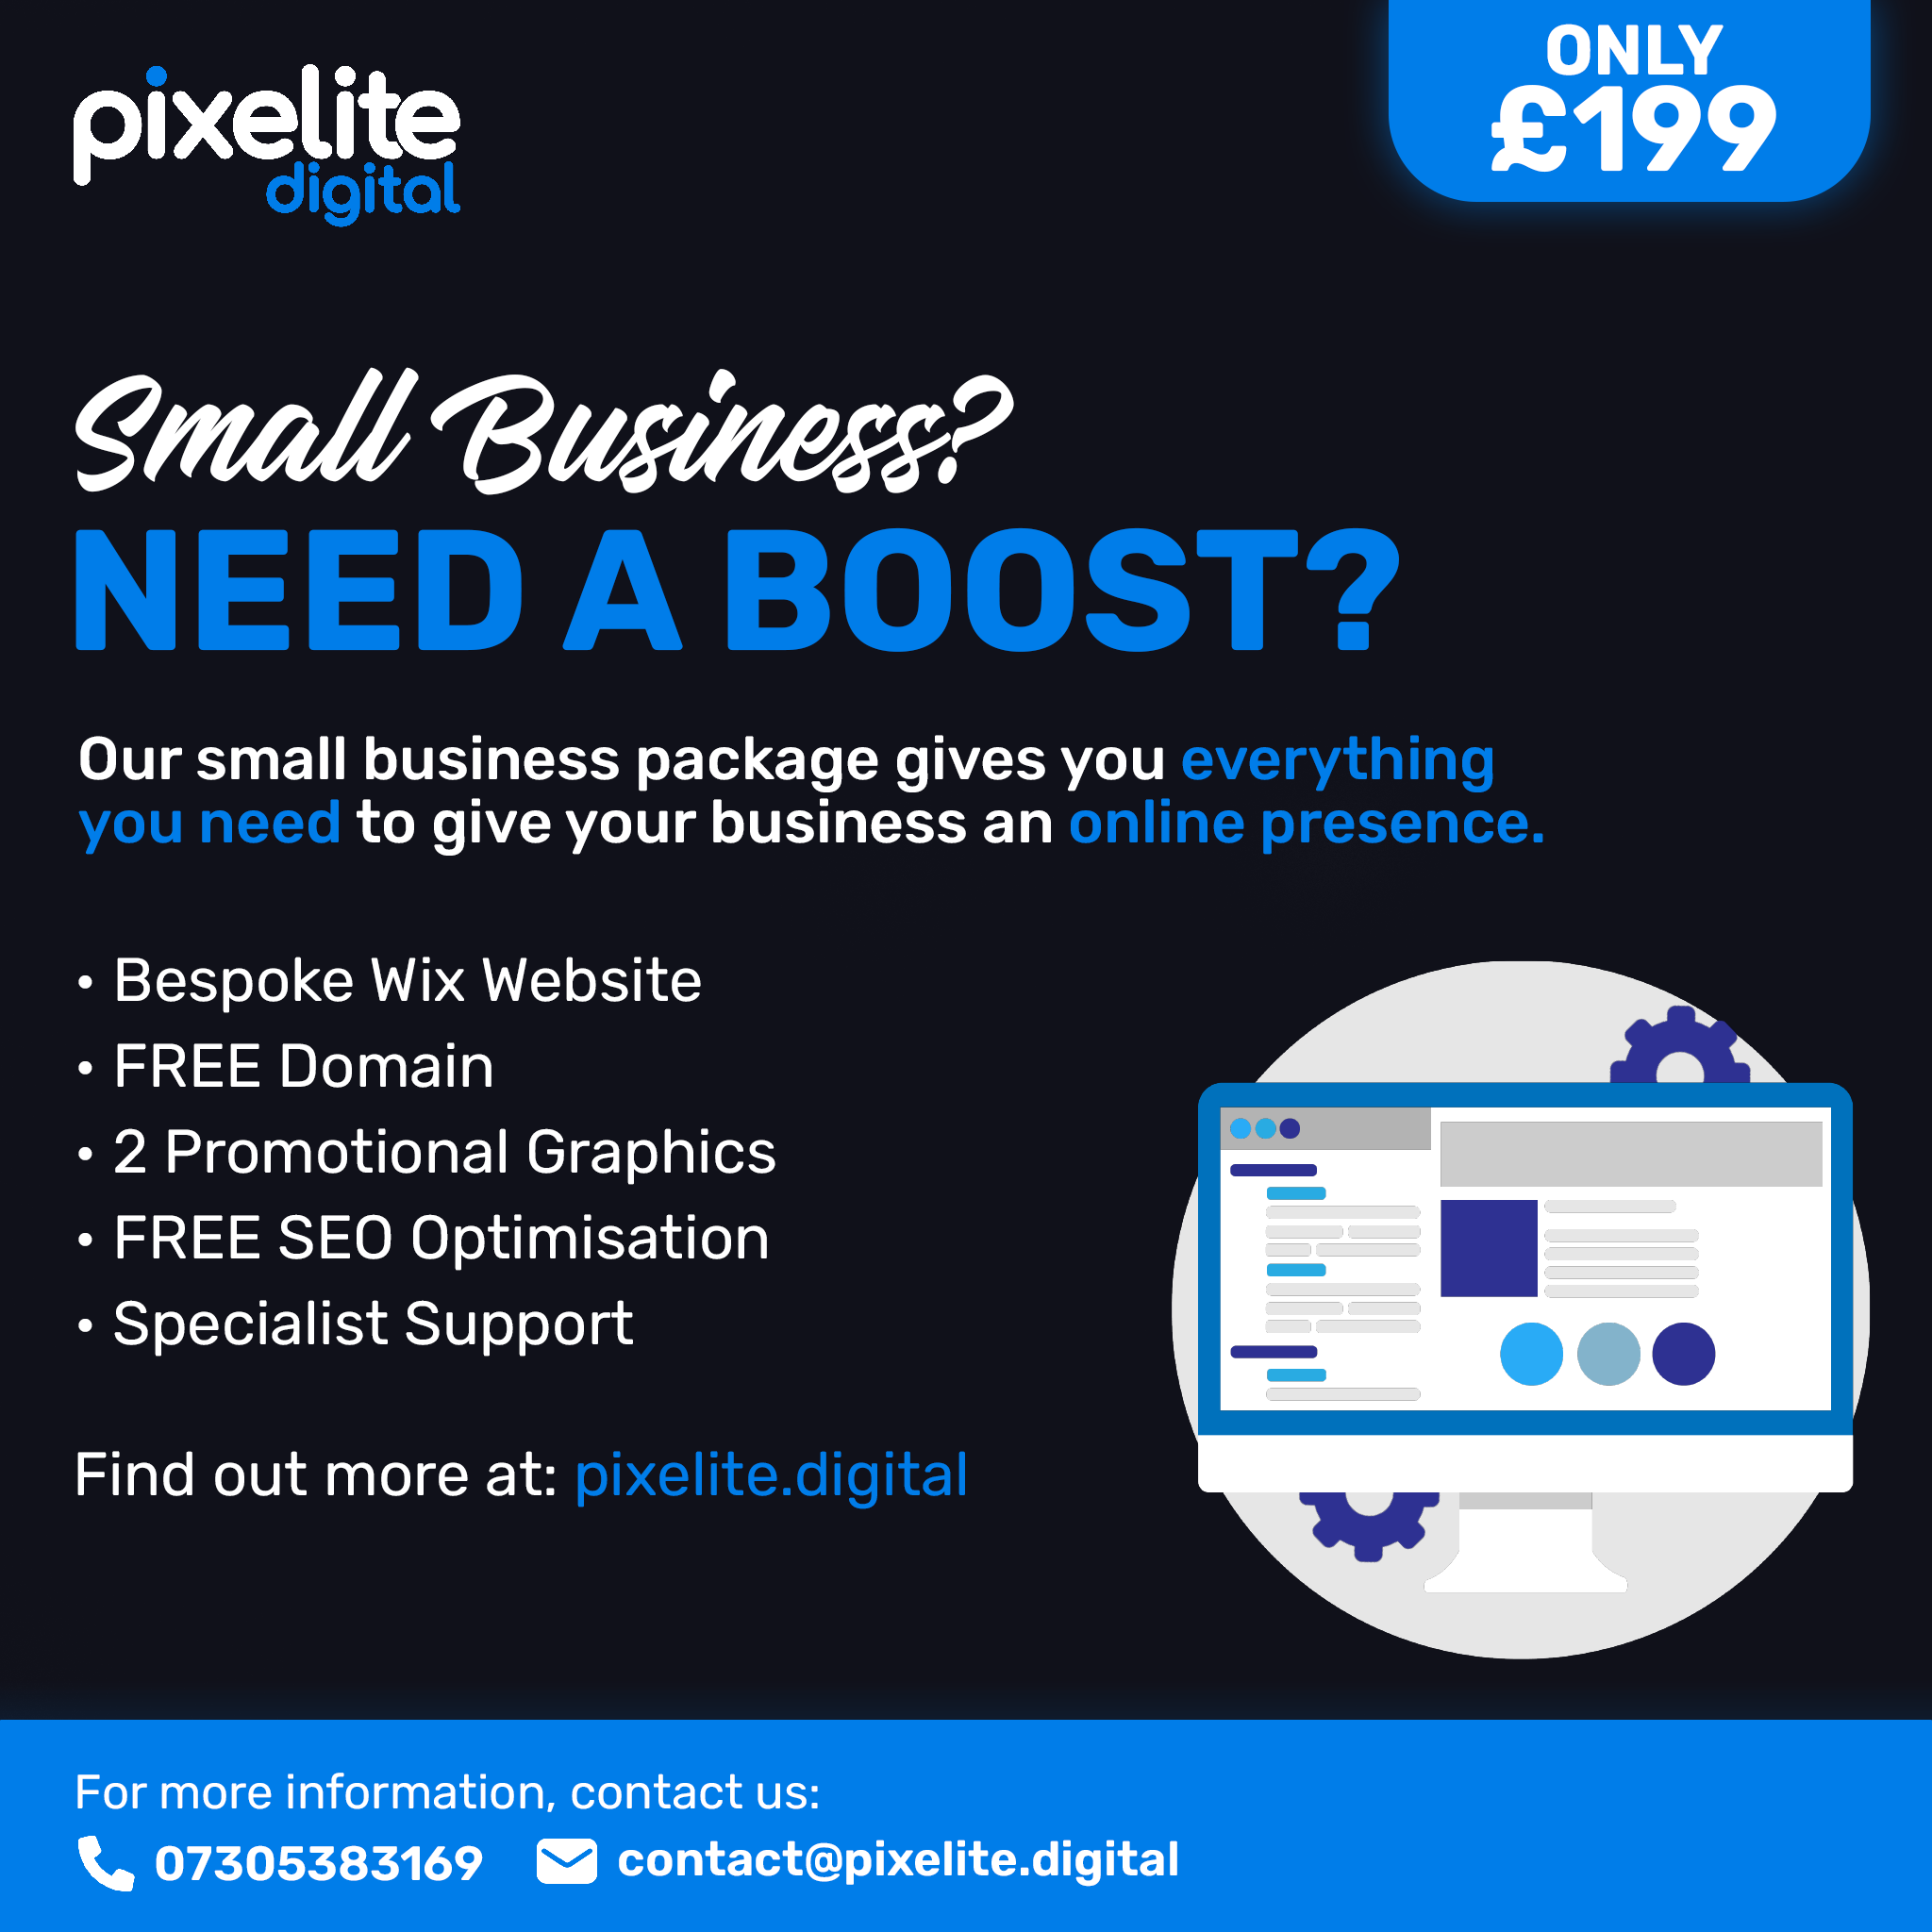 pixelite
digital
ONLY
£199
Small Business?
NEED A BOOST?
Our small business package gives you everything
you need to give your business an online presence.
• Bespoke Wix Website
• FREE Domain
• 2 Promotional Graphics
• FREE SEO Optimisation
• Specialist Support
Find out more at: pixelite.digital
For more information, contact us:
07305383169 contact@pixelite.digital